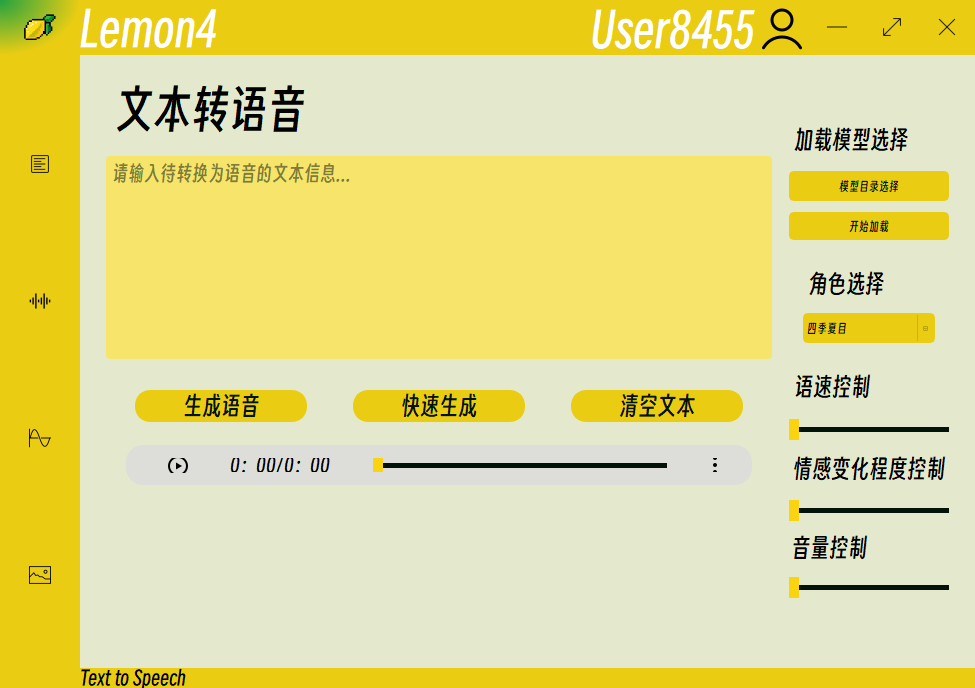 Lemon4
User8455
文本转语音
请输入待转换为语音的文本信息...
生成语音
快速生成
清空文本
0: 00/0: 00
加载模型选择
模型目录选择
开始加载
角色选择
四季夏目
语速控制
情感变化程度控制
音量控制
Text to Speech